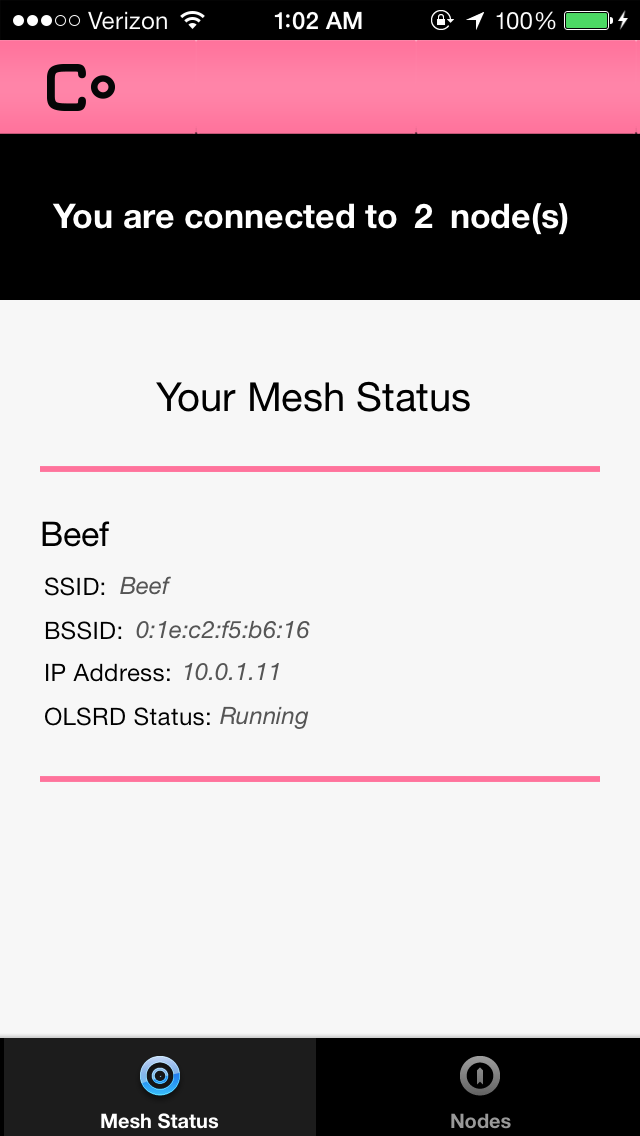 Verizon 1:02 AM 100%
Co
You are connected to 2 node(s)
Your Mesh Status
Beef
SSID: Beef
BSSID: 0:1e:c2:f5:b6:16
IP Address: 10.0.1.11
OLSRD Status: Running
Mesh Status
Nodes